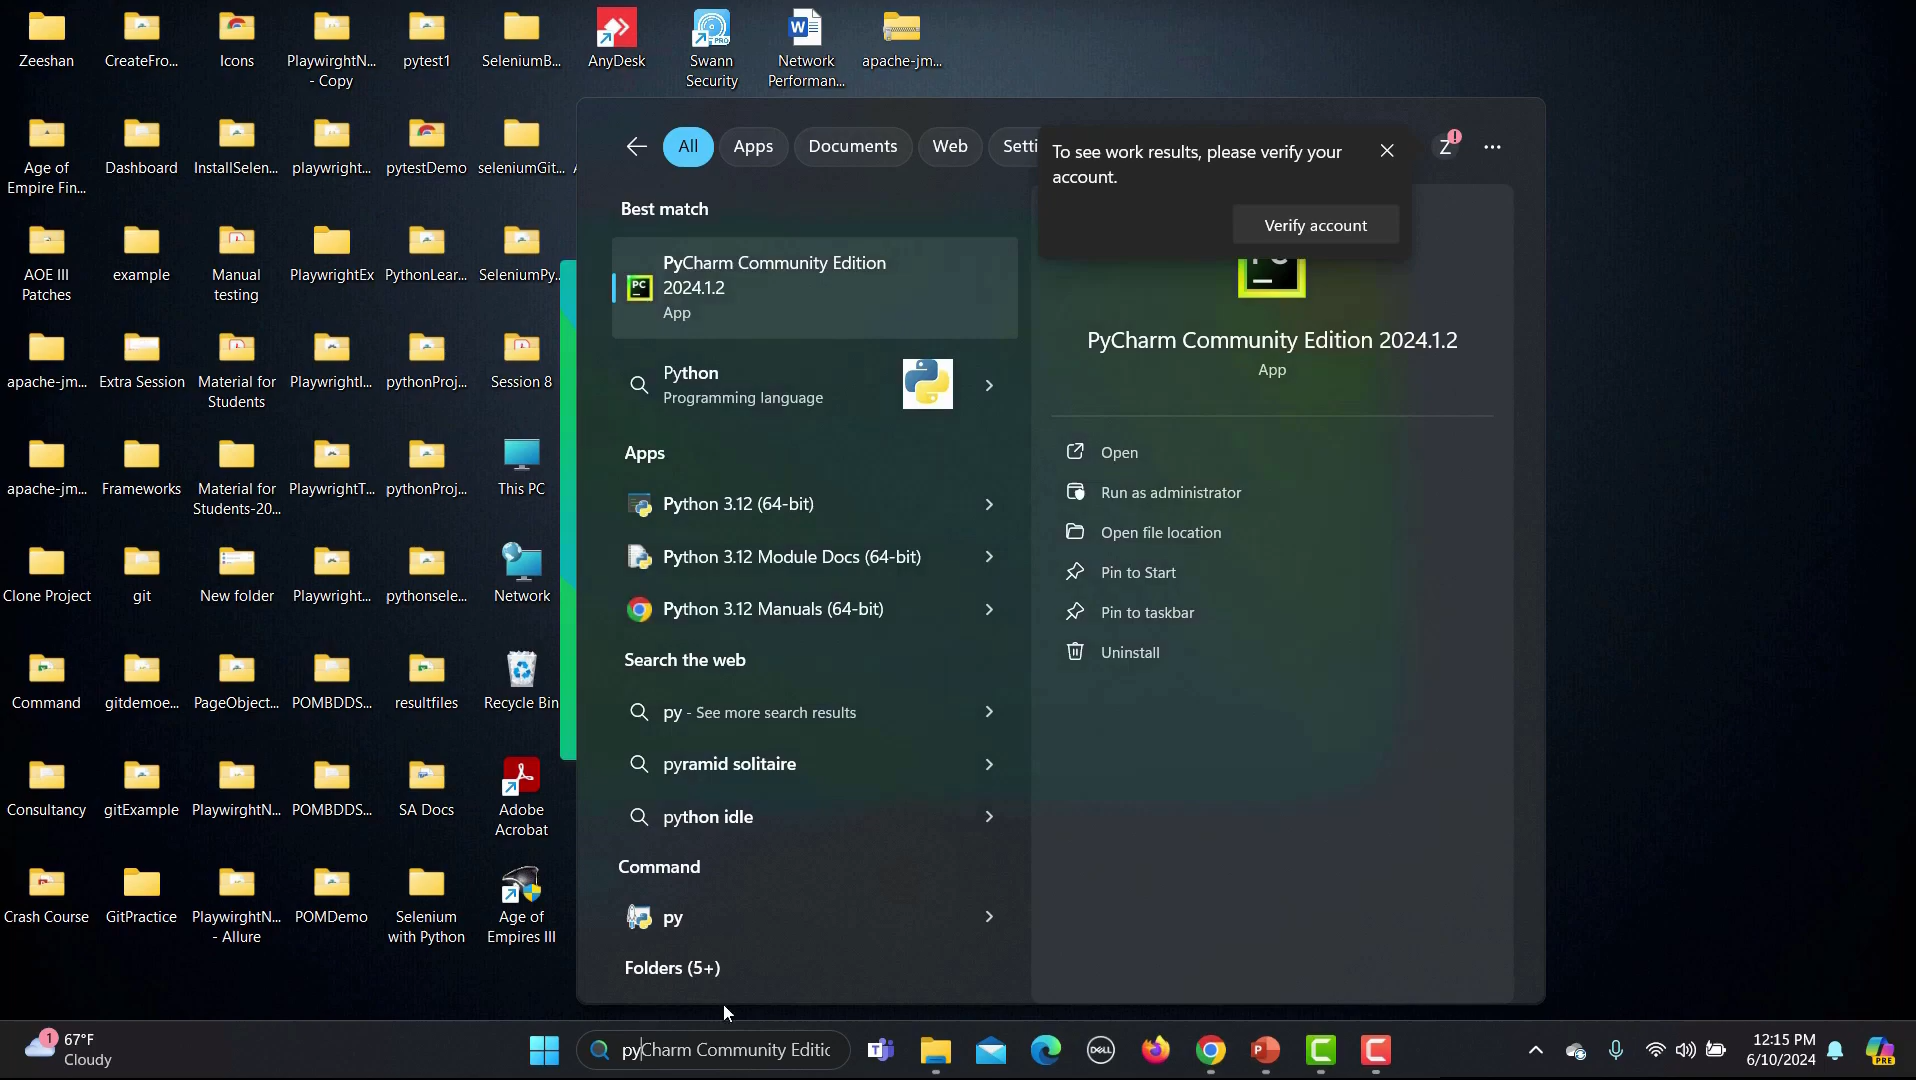 Zeeshan
CreateFro...
Icons
PlaywirghtN...
- Copy
pytest1
SeleniumB...
AnyDesk
Swann
Security
Network
Performan...
apache-jm...
Age of
Empire Fin...
Dashboard
InstallSelen...
playwright...
pytestDemo
seleniumGit...
AOE III
Patches
example
Manual
testing
PlaywrightEx
PythonLear...
SeleniumPy...
apache-jm...
Extra Session
Material for
Students
PlaywrightI...
pythonProj...
Session 8
apache-jm...
Frameworks
Material for
Students-20...
PlaywrightT...
pythonProj...
This PC
Clone Project
git
New folder
Playwright...
pythonsele...
Network
Command
gitdemoe...
PageObject...
POMBDDS...
resultfiles
Recycle Bin
Consultancy
gitExample
PlaywirghtN...
POMBDDS...
SA Docs
Adobe
Acrobat
Crash Course
GitPractice
PlaywirghtN...
- Allure
POMDemo
Selenium
with Python
Age of
Empires III
All
Apps
Documents
Web
Setti
To see work results, please verify your
account.
Verify account
Z
Best match
PyCharm Community Edition
2024.1.2
App
Python
Programming language
Apps
Python 3.12 (64-bit)
Python 3.12 Module Docs (64-bit)
Python 3.12 Manuals (64-bit)
Search the web
py - See more search results
pyramid solitaire
python idle
Command
py
Folders (5+)
PyCharm Community Edition 2024.1.2
App
Open
Run as administrator
Open file location
Pin to Start
Pin to taskbar
Uninstall
1
67°F
Cloudy
pyCharm Community Editic
DELL
12:15 PM
6/10/2024
PRE